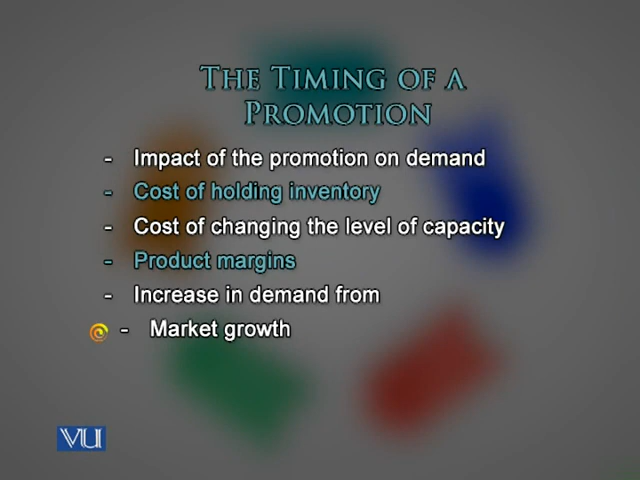 THE TIMING OF A
PROMOTION
- Impact of the promotion on demand
- Cost of holding inventory
- Cost of changing the level of capacity
- Product margins
- Increase in demand from
- Market growth
VU